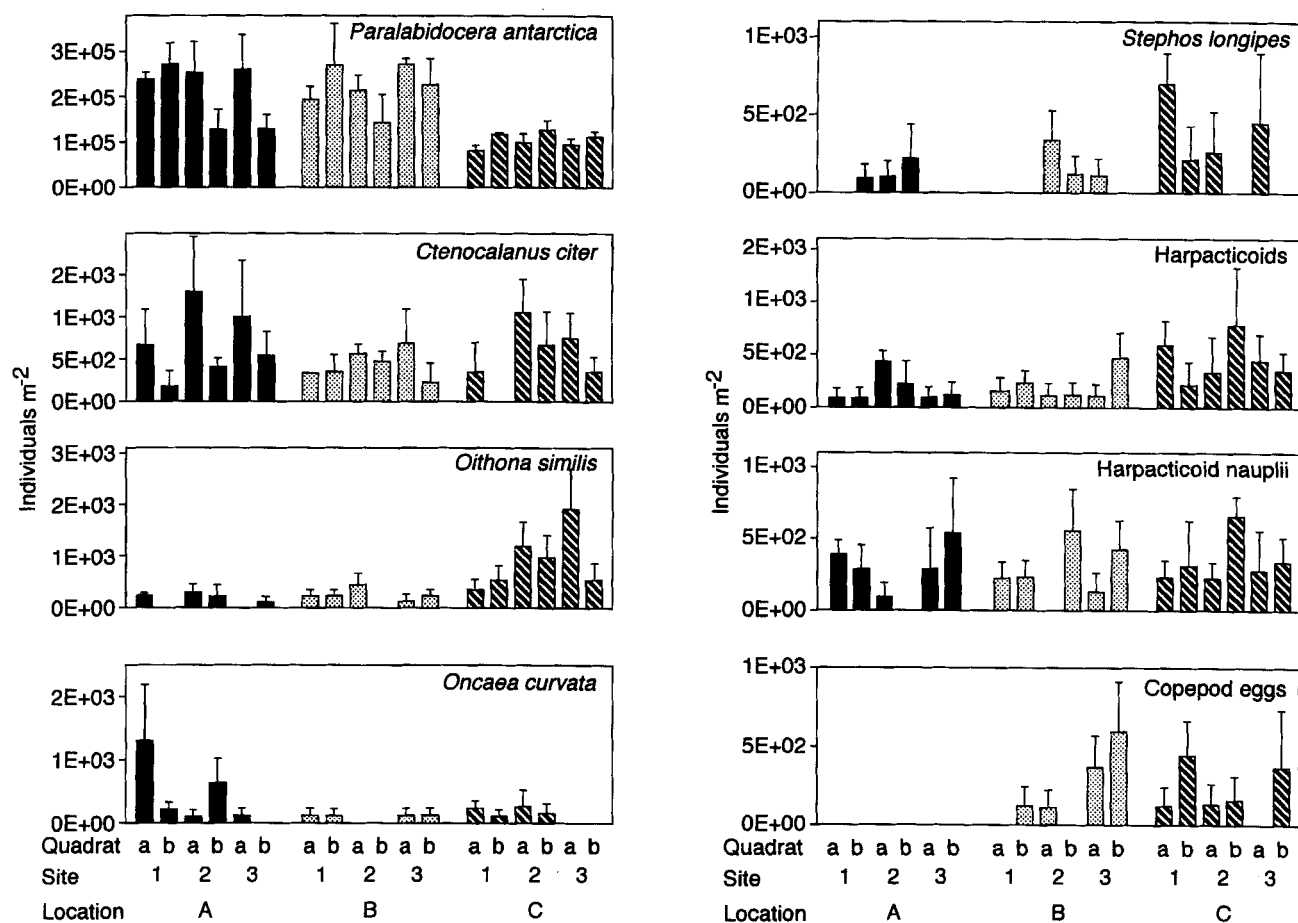 Individuals m-2
Paralabidocera antarctica
3E+05
2E+05
1E+05
0E+00
Ctenocalanus citer
2E+03
1E+03
5E+02
0E+00
Oithona similis
3E+03
2E+03
1E+03
0E+00
Oncaea curvata
2E+03
1E+03
0E+00
Quadrat a b a b a b a b a b a b a b a b a b
Site 1 2 3 1 2 3 1 2 3
Location A B C
Individuals m-2
Stephos longipes
1E+03
5E+02
0E+00
Harpacticoids
2E+03
1E+03
5E+02
0E+00
Harpacticoid nauplii
1E+03
5E+02
0E+00
Copepod eggs
1E+03
5E+02
0E+00
Quadrat a b a b a b a b a b a b a b a b a b
Site 1 2 3 1 2 3 1 2 3
Location A B C